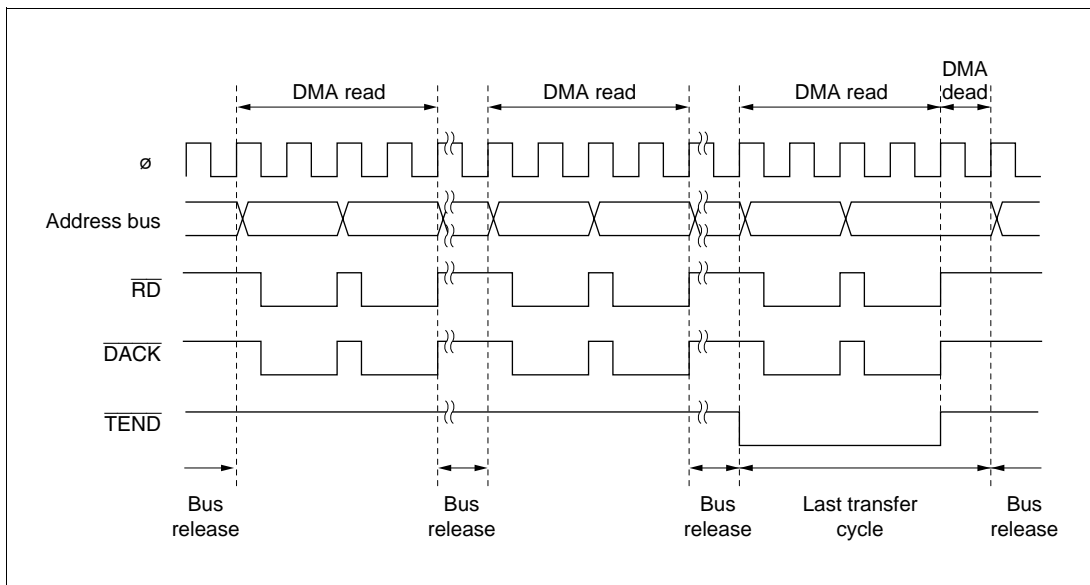 DMA read
DMA read
DMA read
DMA
dead
ø
Address bus
RD
DACK
TEND
Bus
release
Bus
release
Bus
release
Last transfer
cycle
Bus
release